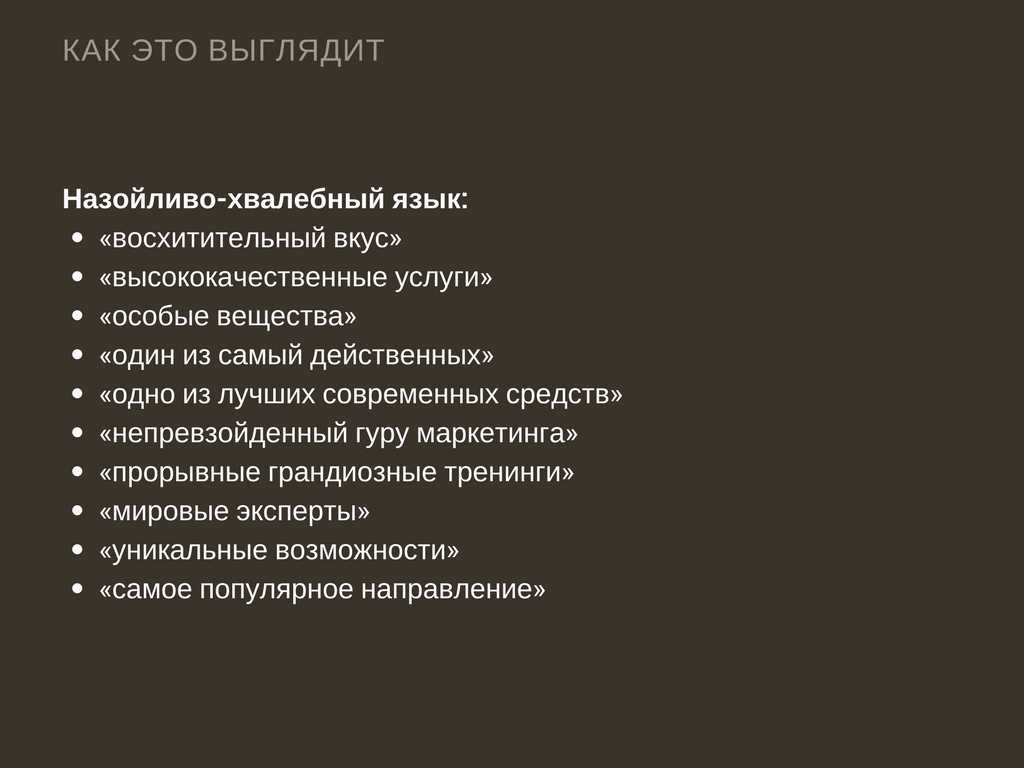 КАК ЭТО ВЫГЛЯДИТ
Назойливо-хвалебный язык:
• «восхитительный вкус»
• «высококачественные услуги»
• «особые вещества»
• «один из самый действенных»
• «одно из лучших современных средств»
• «непревзойденный гуру маркетинга»
• «прорывные грандиозные тренинги»
• «мировые эксперты»
• «уникальные возможности»
• «самое популярное направление»